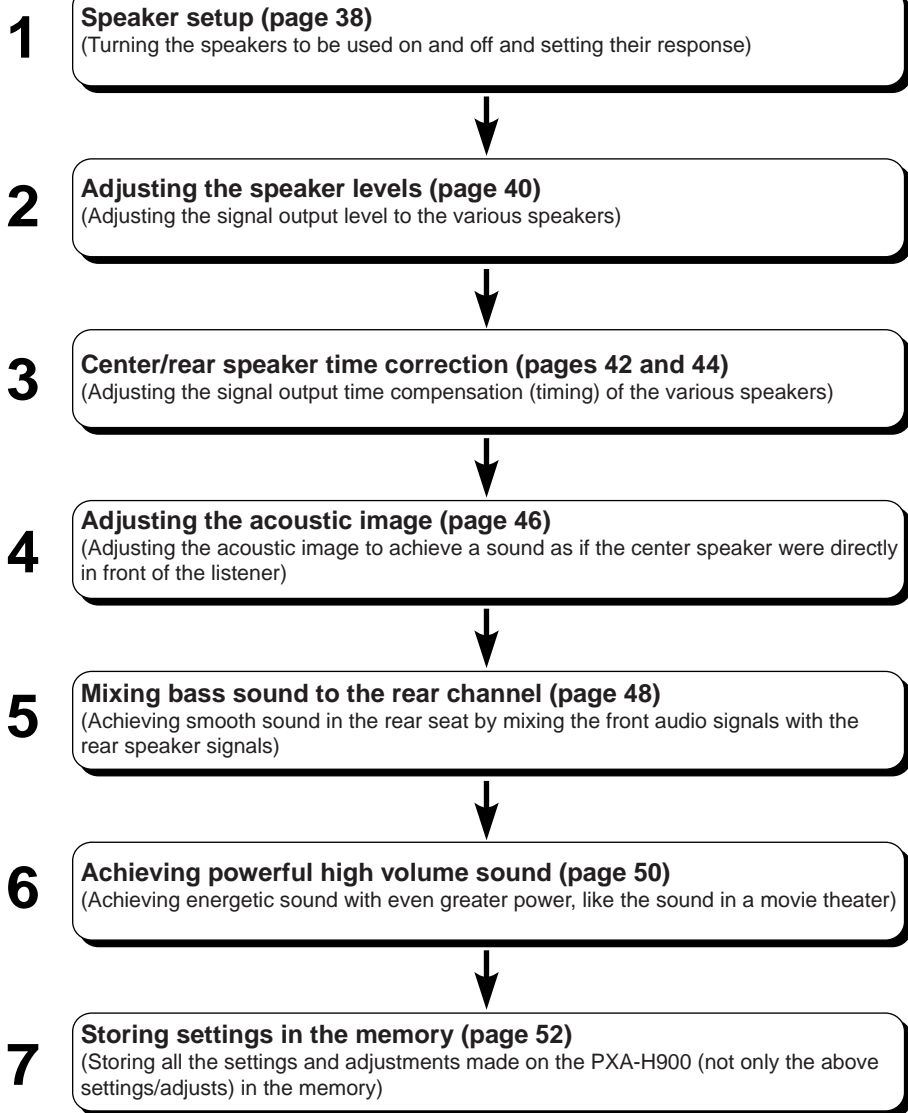 1
Speaker setup (page 38)
(Turning the speakers to be used on and off and setting their response)
2
Adjusting the speaker levels (page 40)
(Adjusting the signal output level to the various speakers)
3
Center/rear speaker time correction (pages 42 and 44)
(Adjusting the signal output time compensation (timing) of the various speakers)
4
Adjusting the acoustic image (page 46)
(Adjusting the acoustic image to achieve a sound as if the center speaker were directly
in front of the listener)
5
Mixing bass sound to the rear channel (page 48)
(Achieving smooth sound in the rear seat by mixing the front audio signals with the
rear speaker signals)
6
Achieving powerful high volume sound (page 50)
(Achieving energetic sound with even greater power, like the sound in a movie theater)
7
Storing settings in the memory (page 52)
(Storing all the settings and adjustments made on the PXA-H900 (not only the above
settings/adjusts) in the memory)